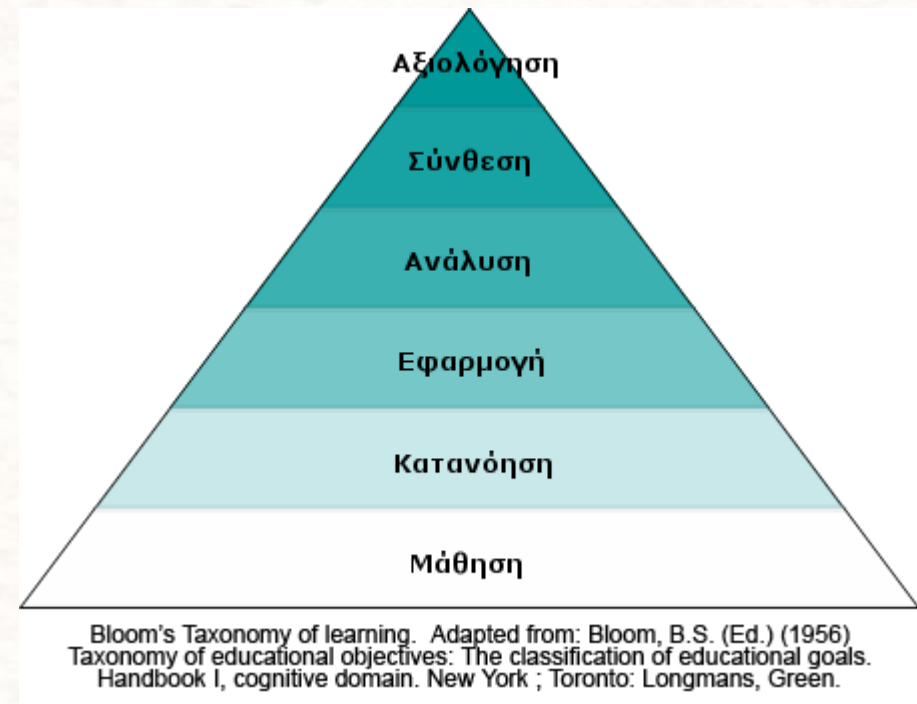 Αξιολόγηση
Σύνθεση
Ανάλυση
Εφαρμογή
Κατανόηση
Μάθηση
Bloom's Taxonomy of learning.  Adapted from: Bloom, B.S. (Ed.) (1956)
Taxonomy of educational objectives: The classification of educational goals.
Handbook I, cognitive domain. New York ; Toronto: Longmans, Green.